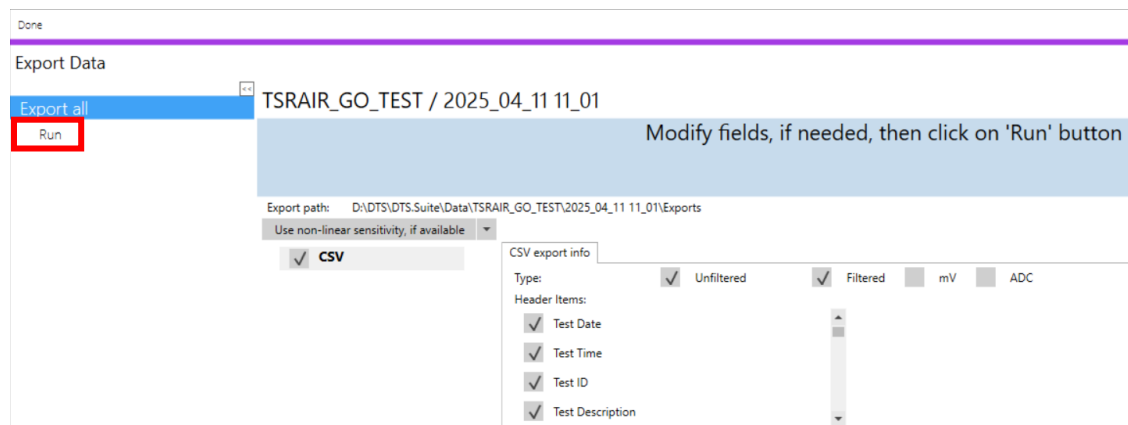 Done
Export Data
<<
Export all
Run
TSRAIR_GO_TEST / 2025_04_11 11_01
Modify fields, if needed, then click on 'Run' button
Export path: D:\DTS\DTS.Suite\Data\TSRAIR_GO_TEST\2025_04_11 11_01\Exports
Use non-linear sensitivity, if available
CSV
CSV export info
Type: Unfiltered Filtered mV ADC
Header Items:
Test Date
Test Time
Test ID
Test Description